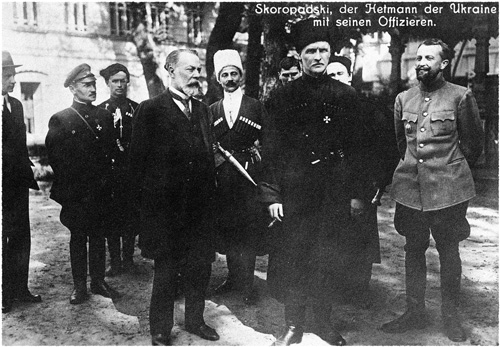 Skoropadski, der Hetmann der Ukraine
mit seinen Offizieren.